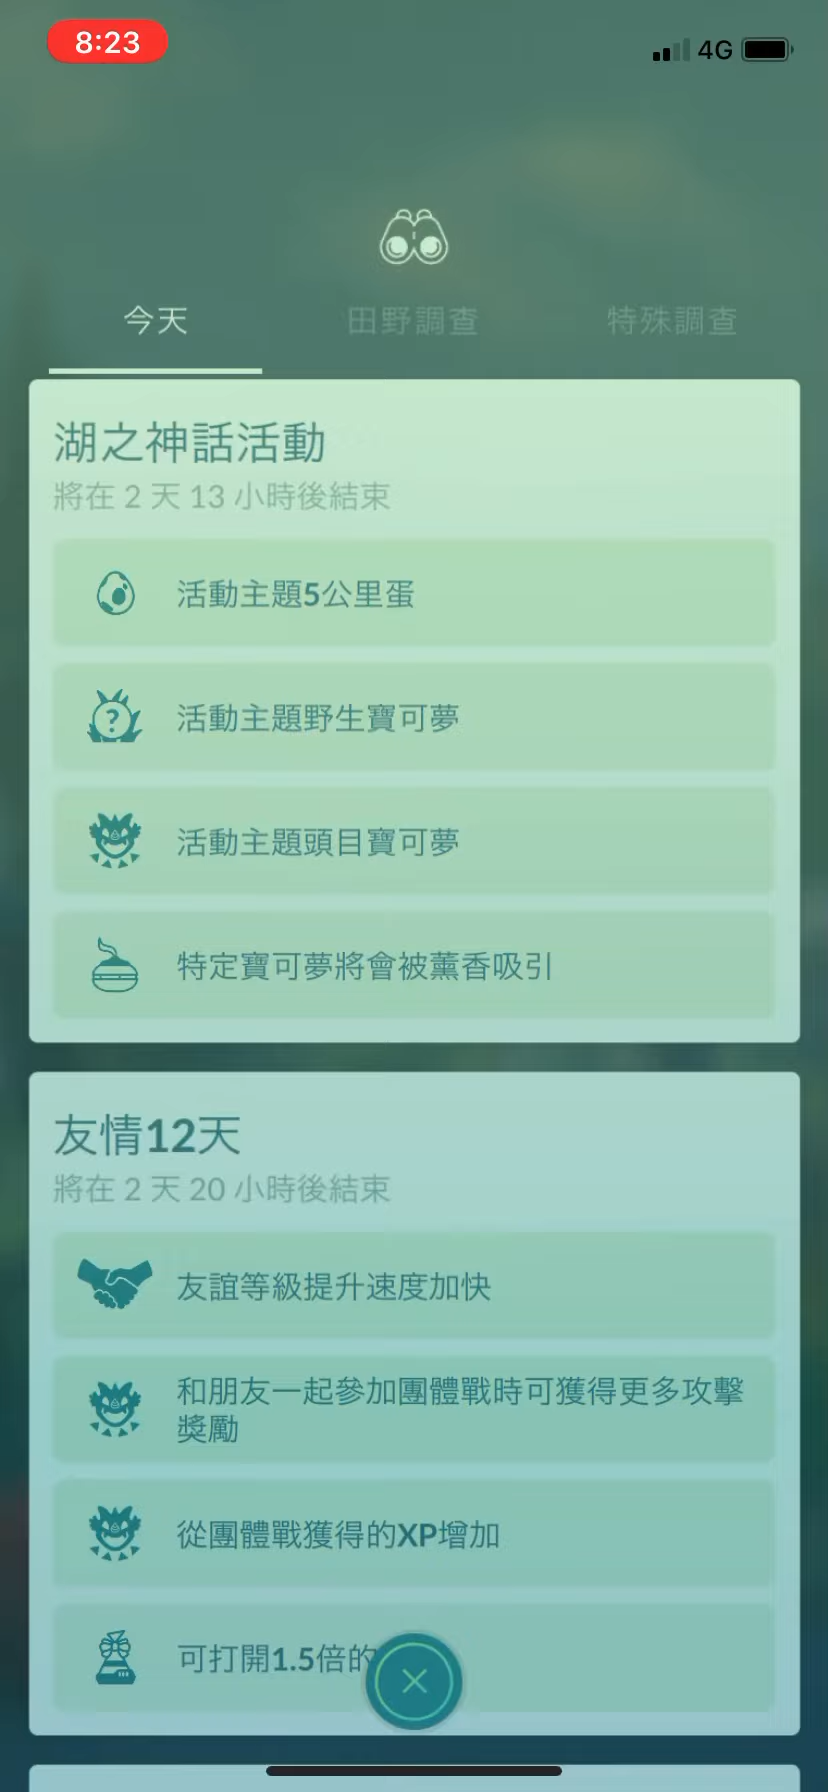 8:23
4G
今天
田野調查
特殊調查
湖之神話活動
將在 2 天 13 小時後結束
活動主題5公里蛋
活動主題野生寶可夢
活動主題頭目寶可夢
特定寶可夢將會被薰香吸引
友情12天
將在 2 天 20 小時後結束
友誼等級提升速度加快
和朋友一起參加團體戰時可獲得更多攻擊
獎勵
從團體戰獲得的XP增加
可打開1.5倍的